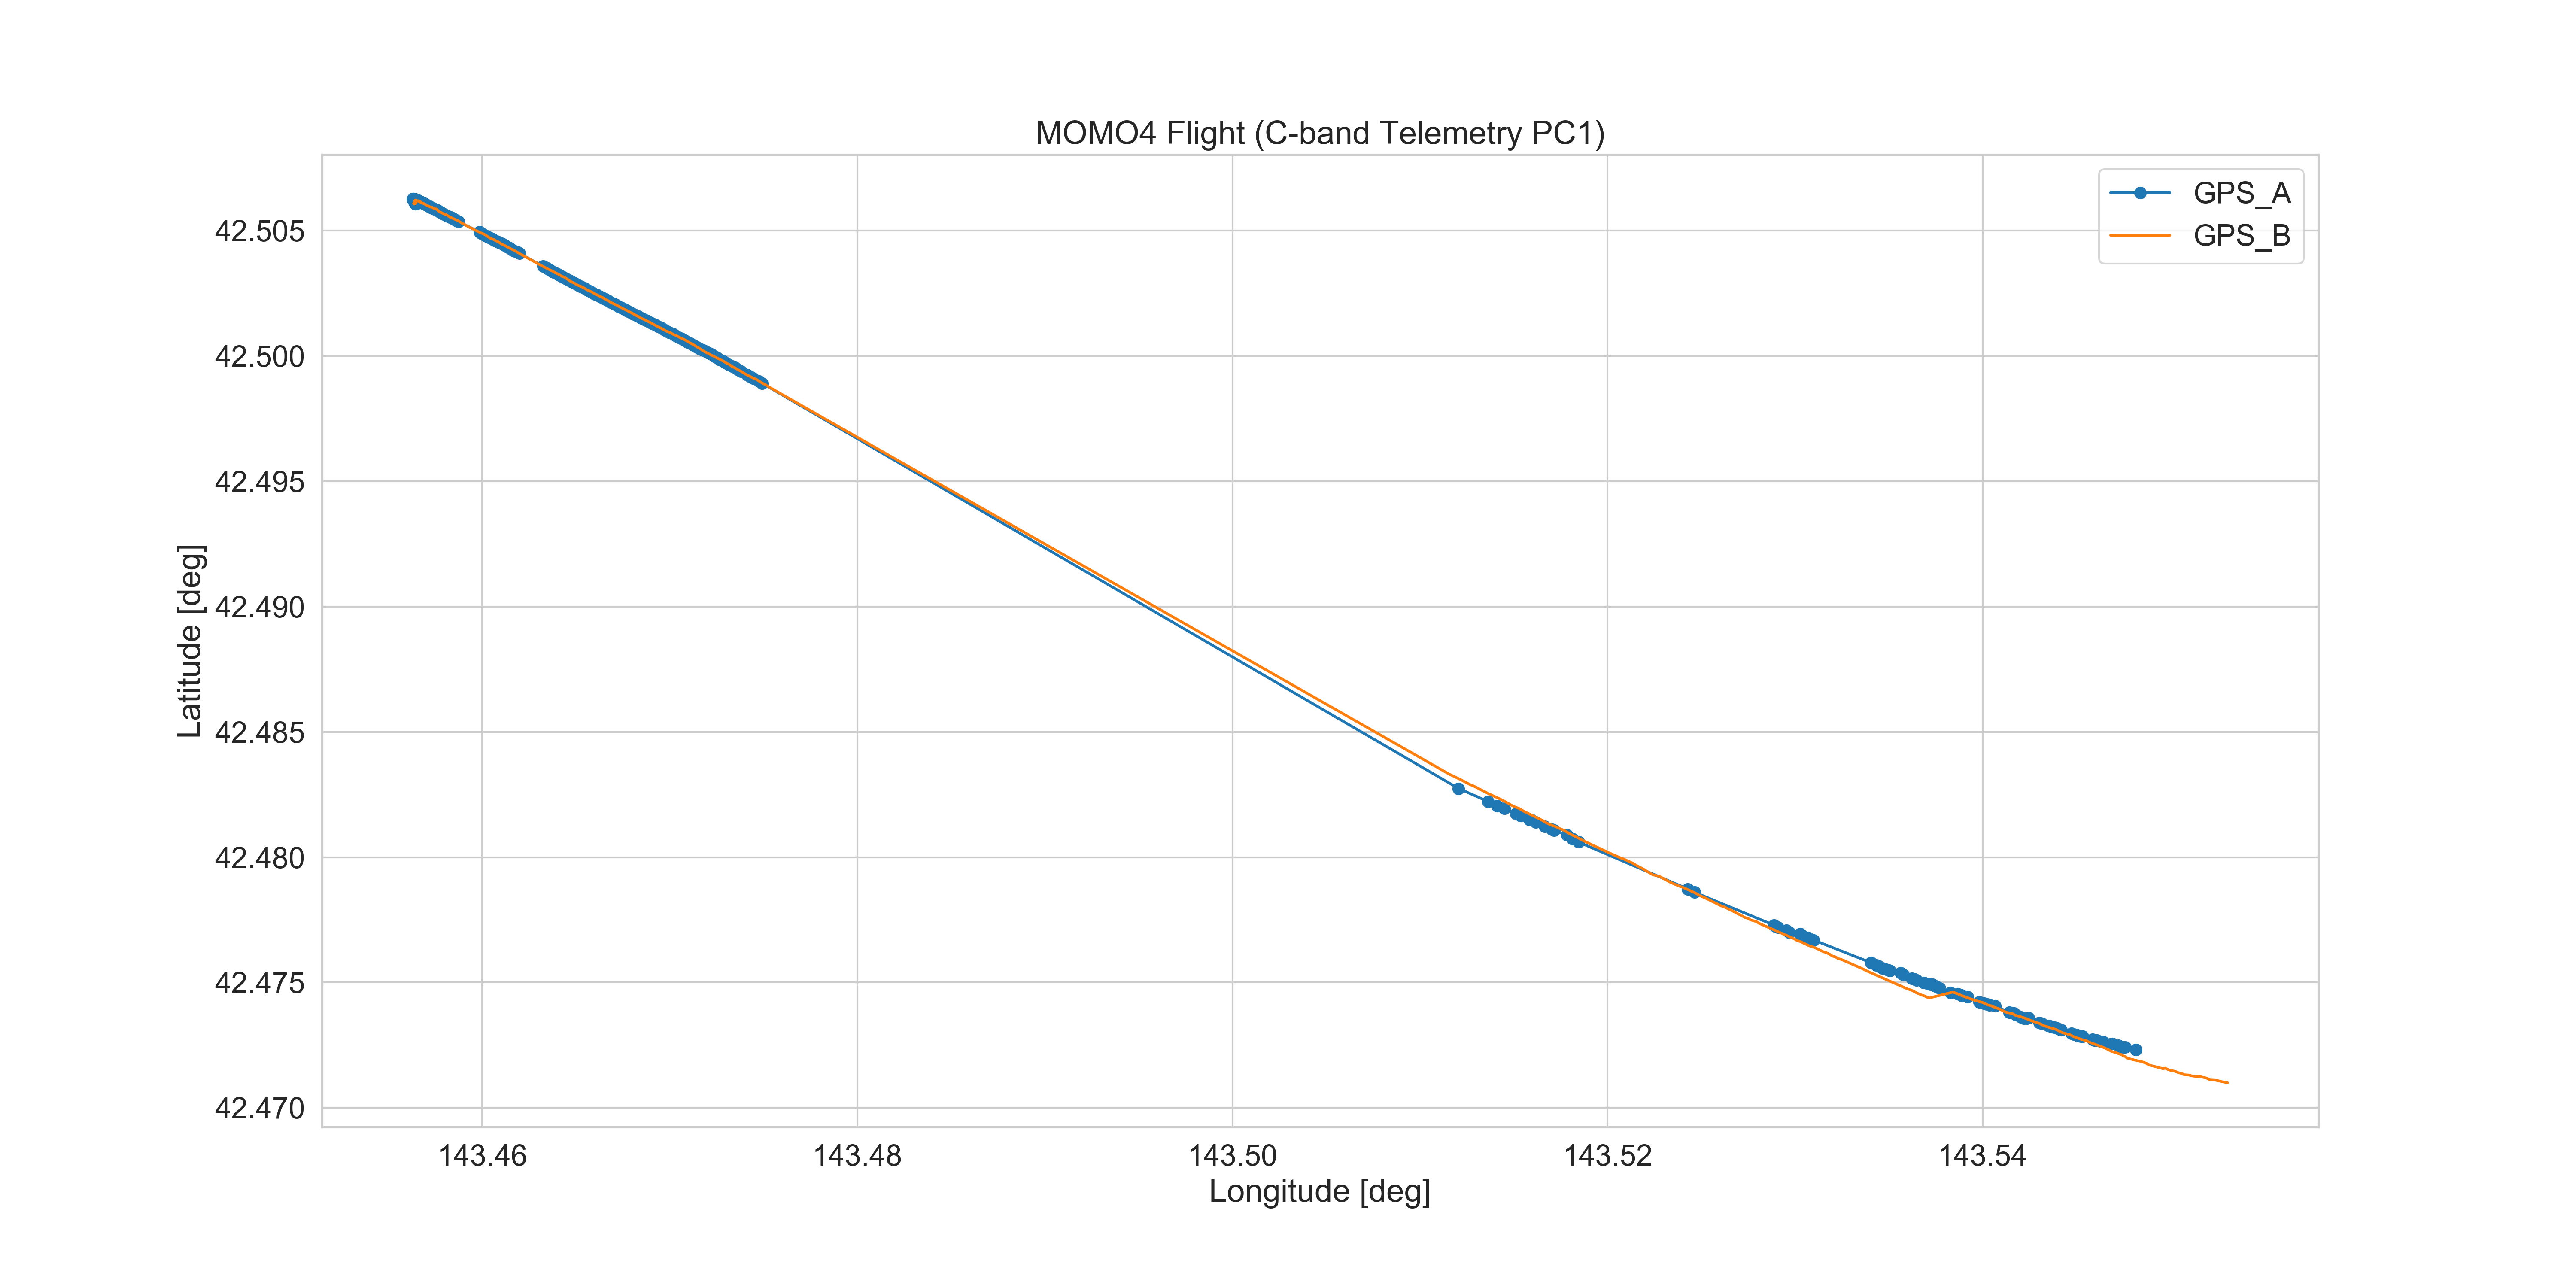 MOMO4 Flight (C-band Telemetry PC1)
GPS_A
GPS_B
42.505
42.500
42.495
42.490
42.485
42.480
42.475
42.470
Latitude [deg]
143.46 143.48 143.50 143.52 143.54
Longitude [deg]